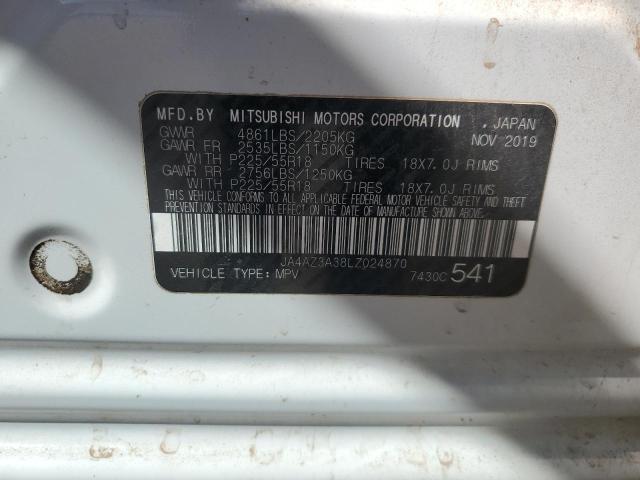 MFD.BY MITSUBISHI MOTORS CORPORATION , JAPAN
GVWR 4861LBS/2205KG NOV 2019
GAWR FR 2535LBS/1150KG
WITH P225/55R18 TIRES 18X7.0J RIMS
GAWR RR 2756LBS/1250KG
WITH P225/55R18 TIRES 18X7.0J RIMS
THIS VEHICLE CONFORMS TO ALL APPLICABLE FEDERAL MOTOR VEHICLE SAFETY AND THEFT
PREVENTION STANDARDS IN EFFECT ON THE DATE OF MANUFACTURE SHOWN ABOVE.
JA4AZ3A38LZ024870
VEHICLE TYPE: MPV 7430C 541